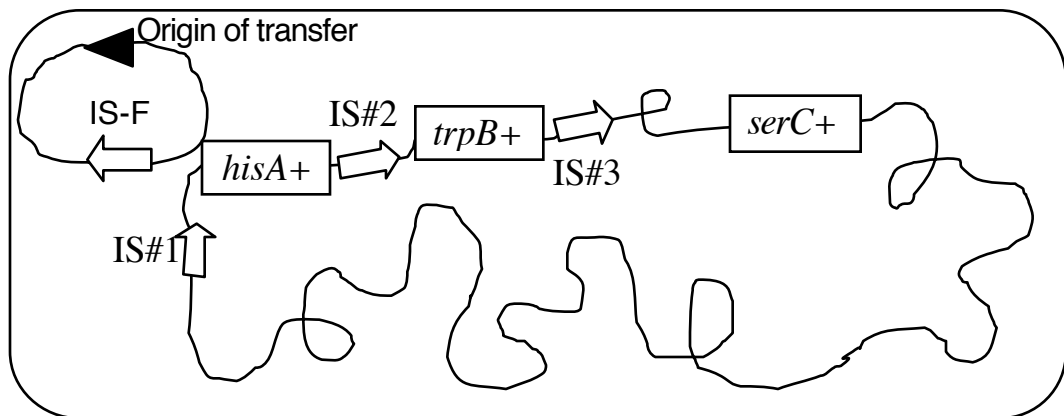 Origin of transfer
IS-F
IS#2
trpB+
serC+
hisA+
IS#3
IS#1